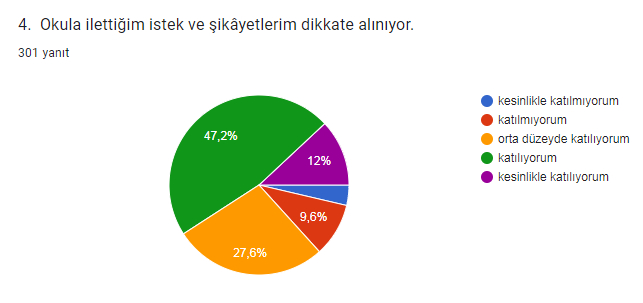 4. Okula ilettiğim istek ve şikâyetlerim dikkate alınıyor.
301 yanıt
kesinlikle katılmıyorum
katılmıyorum
orta düzeyde katılıyorum
katılıyorum
kesinlikle katılıyorum
47,2%
12%
9,6%
27,6%